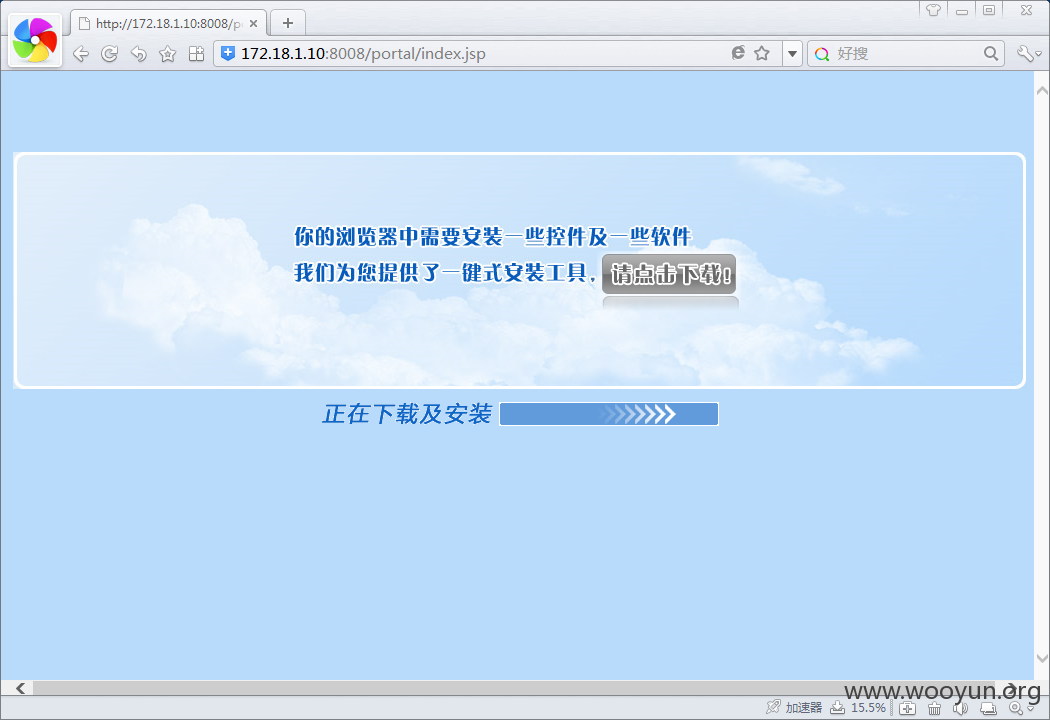 http://172.18.1.10:8008/p
172.18.1.10:8008/portal/index.jsp
好搜
你的浏览器中需要安装一些控件及一些软件
我们为您提供了一键式安装工具，请点击下载!
正在下载及安装
www.wooyun.org
加速器 15.5%